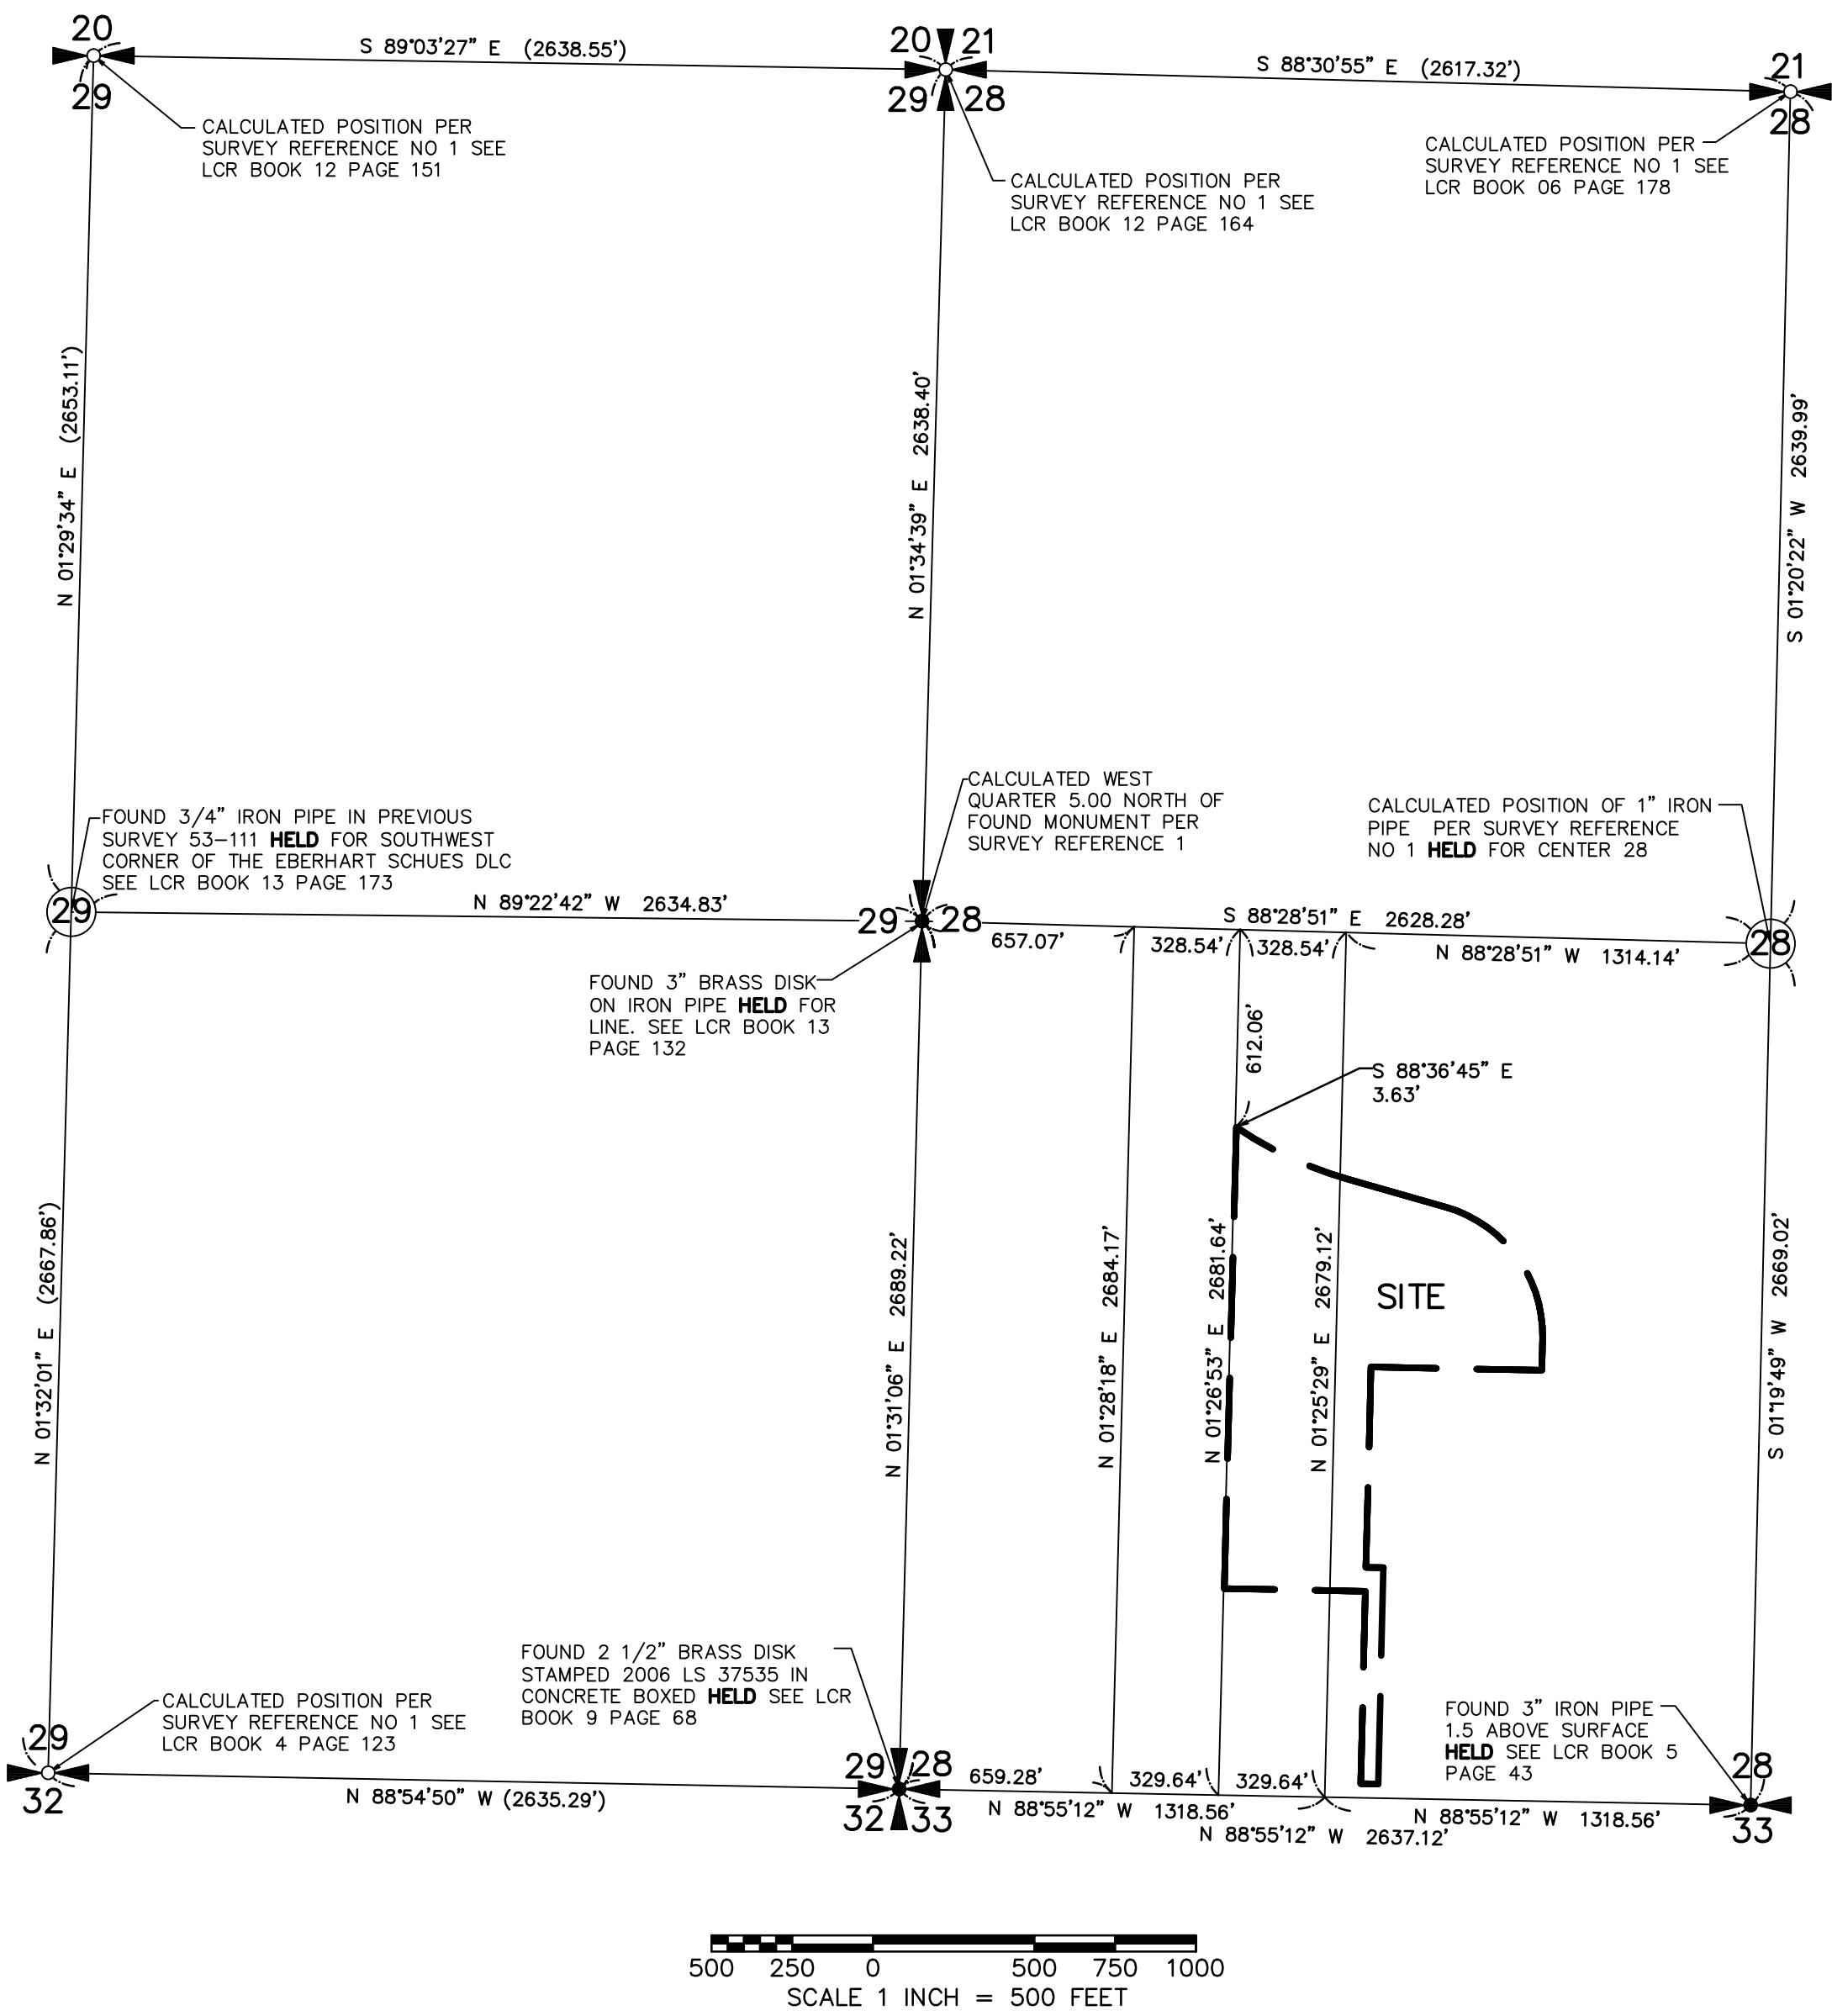 20
29
S 89°03'27" E (2638.55')
20 21
29 28
S 88°30'55" E (2617.32')
21
28
CALCULATED POSITION PER
SURVEY REFERENCE NO 1 SEE
LCR BOOK 12 PAGE 151
CALCULATED POSITION PER
SURVEY REFERENCE NO 1 SEE
LCR BOOK 12 PAGE 164
CALCULATED POSITION PER
SURVEY REFERENCE NO 1 SEE
LCR BOOK 06 PAGE 178
N 01°29'34" E (2653.11')
N 01°34'39" E 2638.40'
S 01°20'22" W 2639.99'
FOUND 3/4" IRON PIPE IN PREVIOUS
SURVEY 53-111 HELD FOR SOUTHWEST
CORNER OF THE EBERHART SCHUES DLC
SEE LCR BOOK 13 PAGE 173
CALCULATED WEST
QUARTER 5.00 NORTH OF
FOUND MONUMENT PER
SURVEY REFERENCE 1
CALCULATED POSITION OF 1" IRON
PIPE PER SURVEY REFERENCE
NO 1 HELD FOR CENTER 28
29
N 89°22'42" W 2634.83'
29 28
S 88°28'51" E 2628.28'
657.07'
328.54'
328.54'
N 88°28'51" W 1314.14'
28
FOUND 3" BRASS DISK
ON IRON PIPE HELD FOR
LINE. SEE LCR BOOK 13
PAGE 132
612.06'
S 88°36'45" E
3.63'
N 01°32'01" E (2667.86')
N 01°31'06" E 2689.22'
N 01°28'18" E 2684.17'
N 01°26'53" E 2681.64'
N 01°25'29" E 2679.12'
SITE
S 01°19'49" W 2669.02'
FOUND 2 1/2" BRASS DISK
STAMPED 2006 LS 37535 IN
CONCRETE BOXED HELD SEE LCR
BOOK 9 PAGE 68
CALCULATED POSITION PER
SURVEY REFERENCE NO 1 SEE
LCR BOOK 4 PAGE 123
FOUND 3" IRON PIPE
1.5 ABOVE SURFACE
HELD SEE LCR BOOK 5
PAGE 43
29
32
N 88°54'50" W (2635.29')
29 28
32 33
659.28'
329.64'
329.64'
N 88°55'12" W 1318.56'
N 88°55'12" W 1318.56'
N 88°55'12" W 2637.12'
28
33
500 250 0 500 750 1000
SCALE 1 INCH = 500 FEET